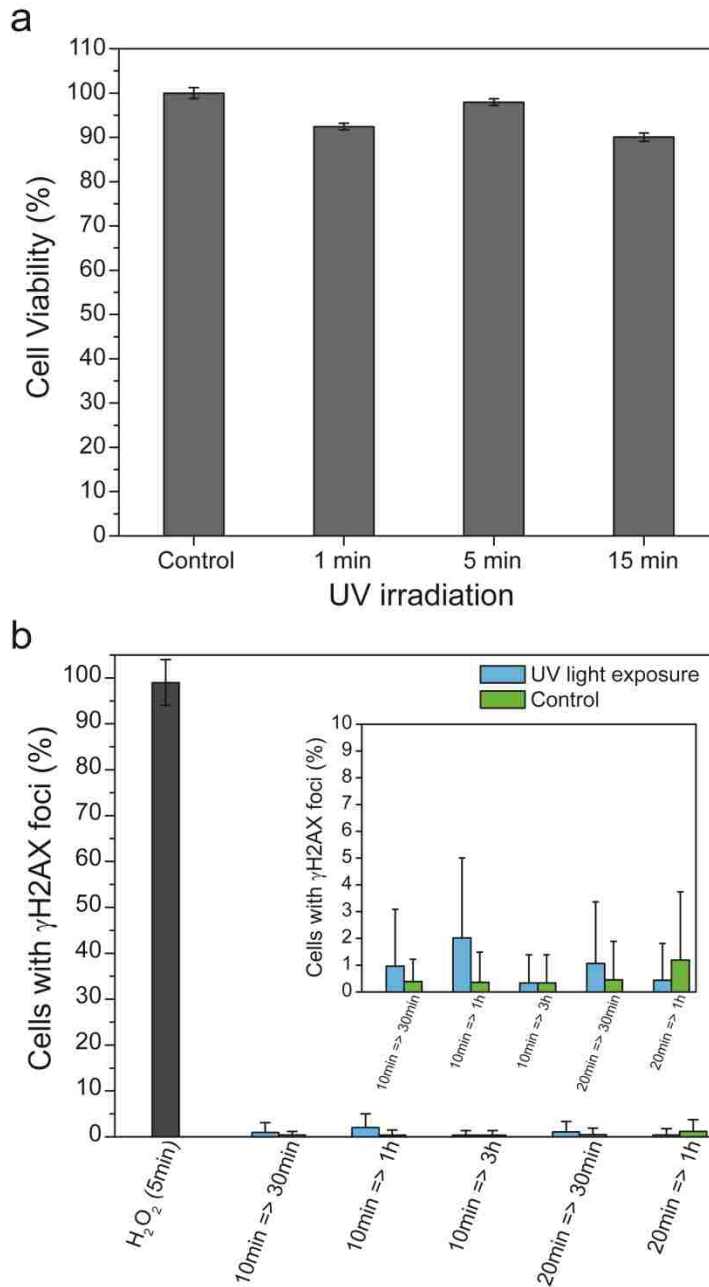 a
110
100
90
80
70
60
50
40
30
20
10
0
Cell Viability (%)
Control 1 min 5 min 15 min
UV irradiation
b
100
90
80
70
60
50
40
30
20
10
0
Cells with γH2AX foci (%)
UV light exposure
Control
10
9
8
7
6
5
4
3
2
1
0
Cells with γH2AX foci (%)
10min => 30min
10min => 1h
10min => 3h
20min => 30min
20min => 1h
H₂O₂ (5min)
10min => 30min
10min => 1h
10min => 3h
20min => 30min
20min => 1h